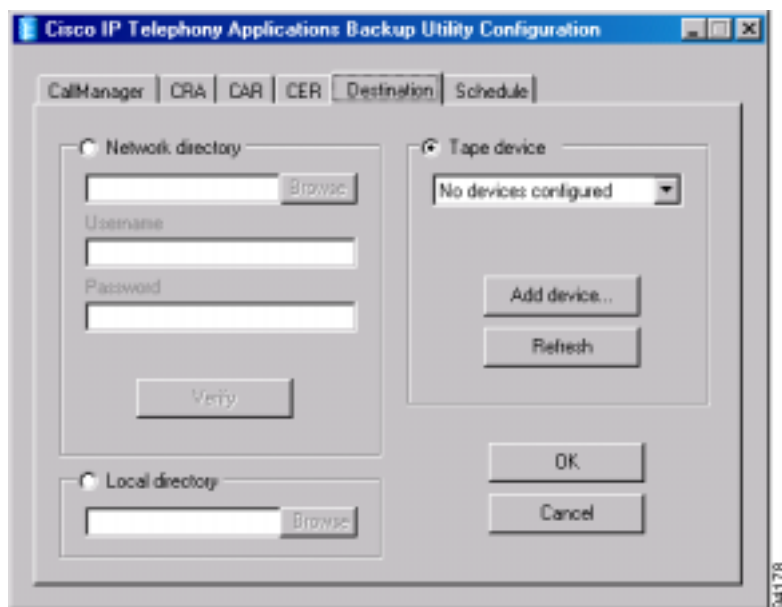 Cisco IP Telephony Applications Backup Utility Configuration
CallManager CRA CAR CER Destination Schedule
Network directory
Browse
Username
Password
Verify
Local directory
Browse
Tape device
No devices configured
Add device...
Refresh
OK
Cancel